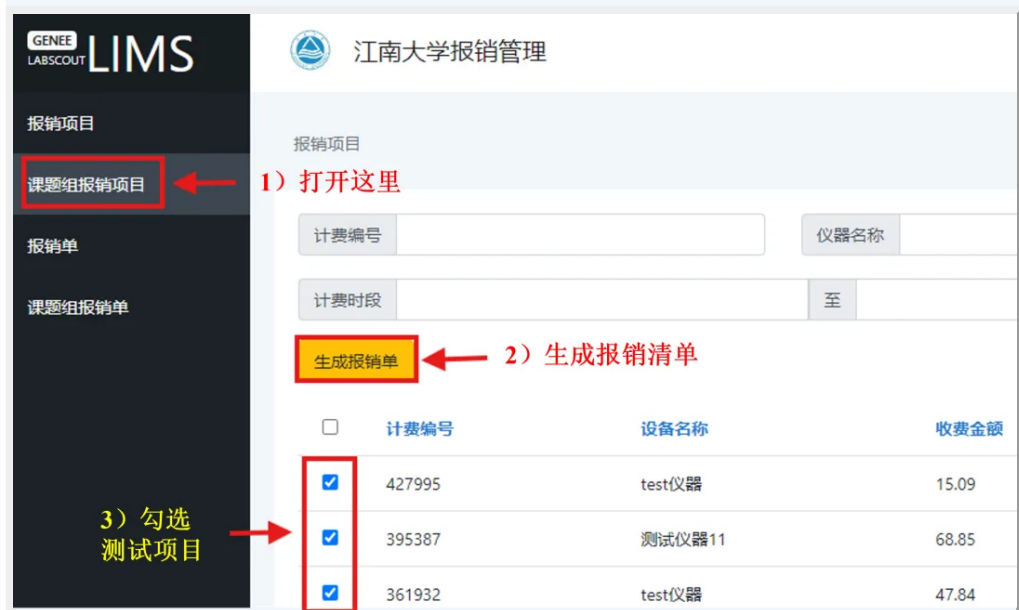 GENEE
LABSCOUT LIMS
江南大学报销管理
报销项目
课题组报销项目
报销单
课题组报销单
报销项目
1）打开这里
计费编号
仪器名称
计费时段
至
生成报销单
2）生成报销清单
计费编号 设备名称 收费金额
427995 test仪器 15.09
3）勾选
测试项目
395387 测试仪器11 68.85
361932 test仪器 47.84